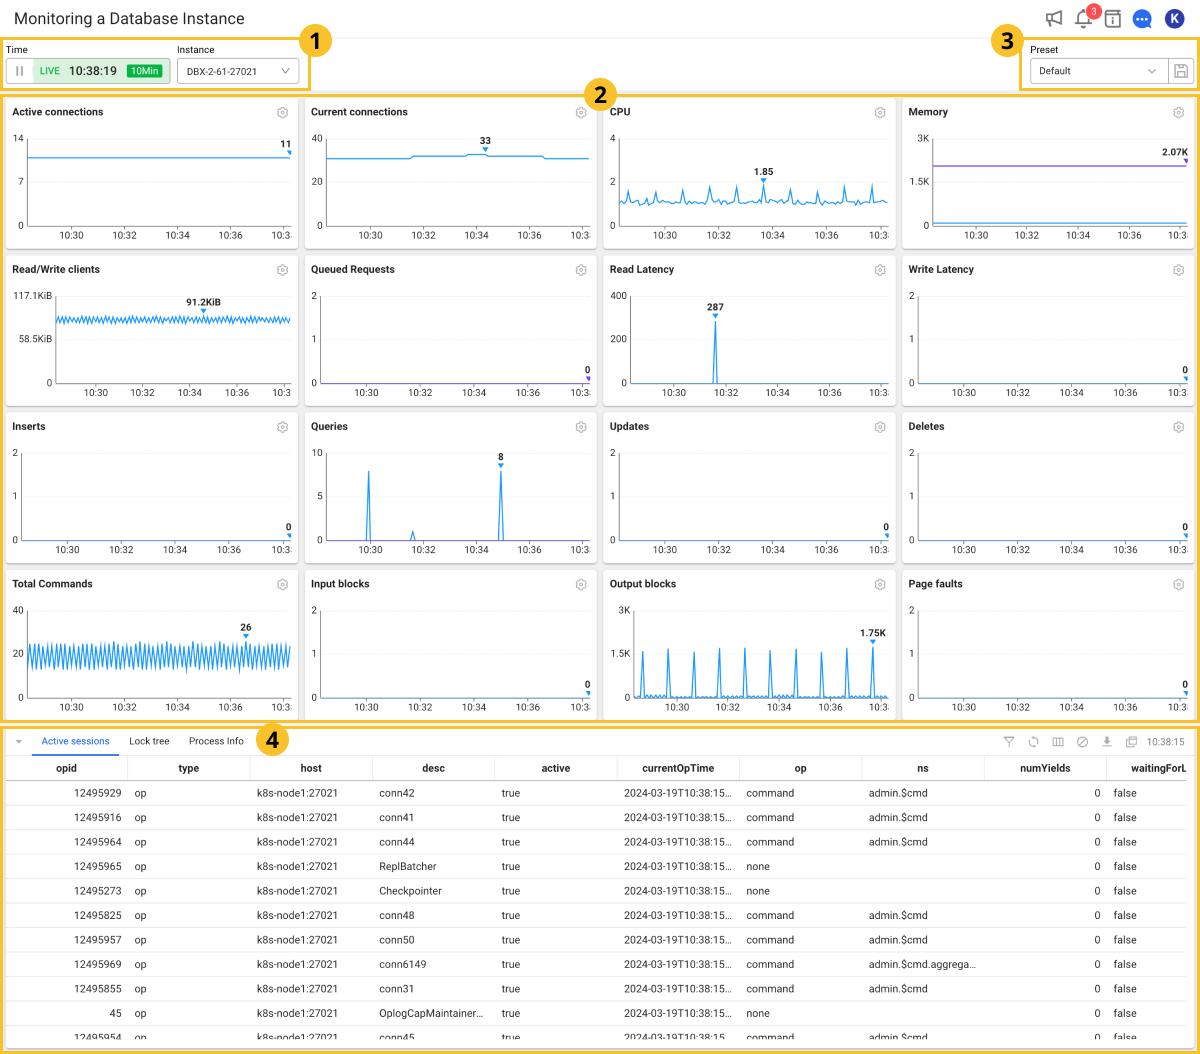 Monitoring a Database Instance
3
K
Time
Instance
1
3
Preset
LIVE 10:38:19 10Min
DBX-2-61-27021
Default
2
Active connections
14
7
0
11
10:30 10:32 10:34 10:36 10:3
Current connections
40
20
0
33
10:30 10:32 10:34 10:36 10:3
CPU
4
2
0
1.85
10:30 10:32 10:34 10:36 10:3
Memory
3K
1.5K
0
2.07K
10:30 10:32 10:34 10:36 10:3
Read/Write clients
117.1KiB
58.5KiB
0
91.2KiB
10:30 10:32 10:34 10:36 10:3
Queued Requests
2
1
0
0
10:30 10:32 10:34 10:36 10:3
Read Latency
400
200
0
287
10:30 10:32 10:34 10:36 10:3
Write Latency
2
1
0
0
10:30 10:32 10:34 10:36 10:3
Inserts
2
1
0
0
10:30 10:32 10:34 10:36 10:3
Queries
10
5
0
8
10:30 10:32 10:34 10:36 10:3
Updates
2
1
0
0
10:30 10:32 10:34 10:36 10:3
Deletes
2
1
0
0
10:30 10:32 10:34 10:36 10:3
Total Commands
40
20
0
26
10:30 10:32 10:34 10:36 10:3
Input blocks
2
1
0
0
10:30 10:32 10:34 10:36 10:3
Output blocks
3K
1.5K
0
1.75K
10:30 10:32 10:34 10:36 10:3
Page faults
2
1
0
0
10:30 10:32 10:34 10:36 10:3
Active sessions Lock tree Process Info 4 10:38:15
opid type host desc active currentOpTime op ns numYields waitingForL
12495929 op k8s-node1:27021 conn42 true 2024-03-19T10:38:15... command admin.$cmd 0 false
12495916 op k8s-node1:27021 conn41 true 2024-03-19T10:38:15... command admin.$cmd 0 false
12495964 op k8s-node1:27021 conn44 true 2024-03-19T10:38:15... command admin.$cmd 0 false
12495965 op k8s-node1:27021 ReplBatcher true 2024-03-19T10:38:15... none 0 false
12495273 op k8s-node1:27021 Checkpointer true 2024-03-19T10:38:15... none 0 false
12495825 op k8s-node1:27021 conn48 true 2024-03-19T10:38:15... command admin.$cmd 0 false
12495957 op k8s-node1:27021 conn50 true 2024-03-19T10:38:15... command admin.$cmd 0 false
12495969 op k8s-node1:27021 conn6149 true 2024-03-19T10:38:15... command admin.$cmd.aggrega... 0 false
12495855 op k8s-node1:27021 conn31 true 2024-03-19T10:38:15... command admin.$cmd 0 false
45 op k8s-node1:27021 OplogCapMaintainer... true 2024-03-19T10:38:15... none 0 false
12495954 op k8s-node1:27021 conn45 true 2024-03-19T10:38:15... command admin.$cmd 0 false